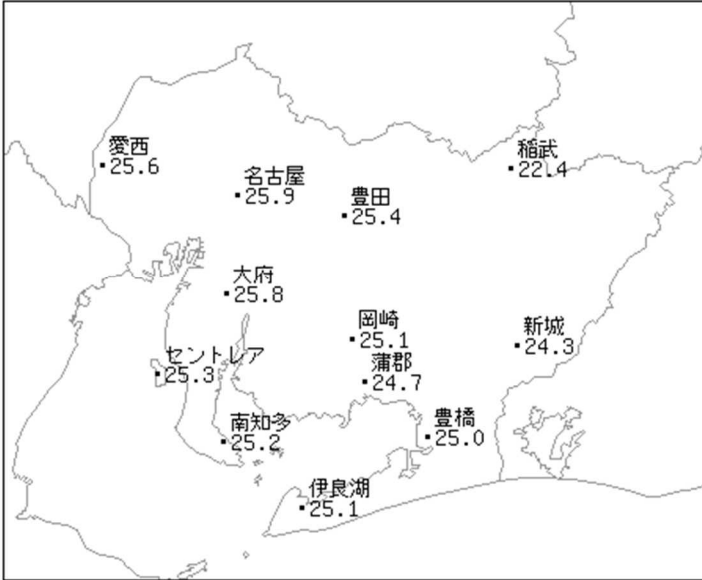 愛西
25.6
稲武
22.4
名古屋
25.9
豊田
25.4
大府
25.8
岡崎
25.1
新城
24.3
セントレア
25.3
蒲郡
24.7
南知多
25.2
豊橋
25.0
伊良湖
25.1